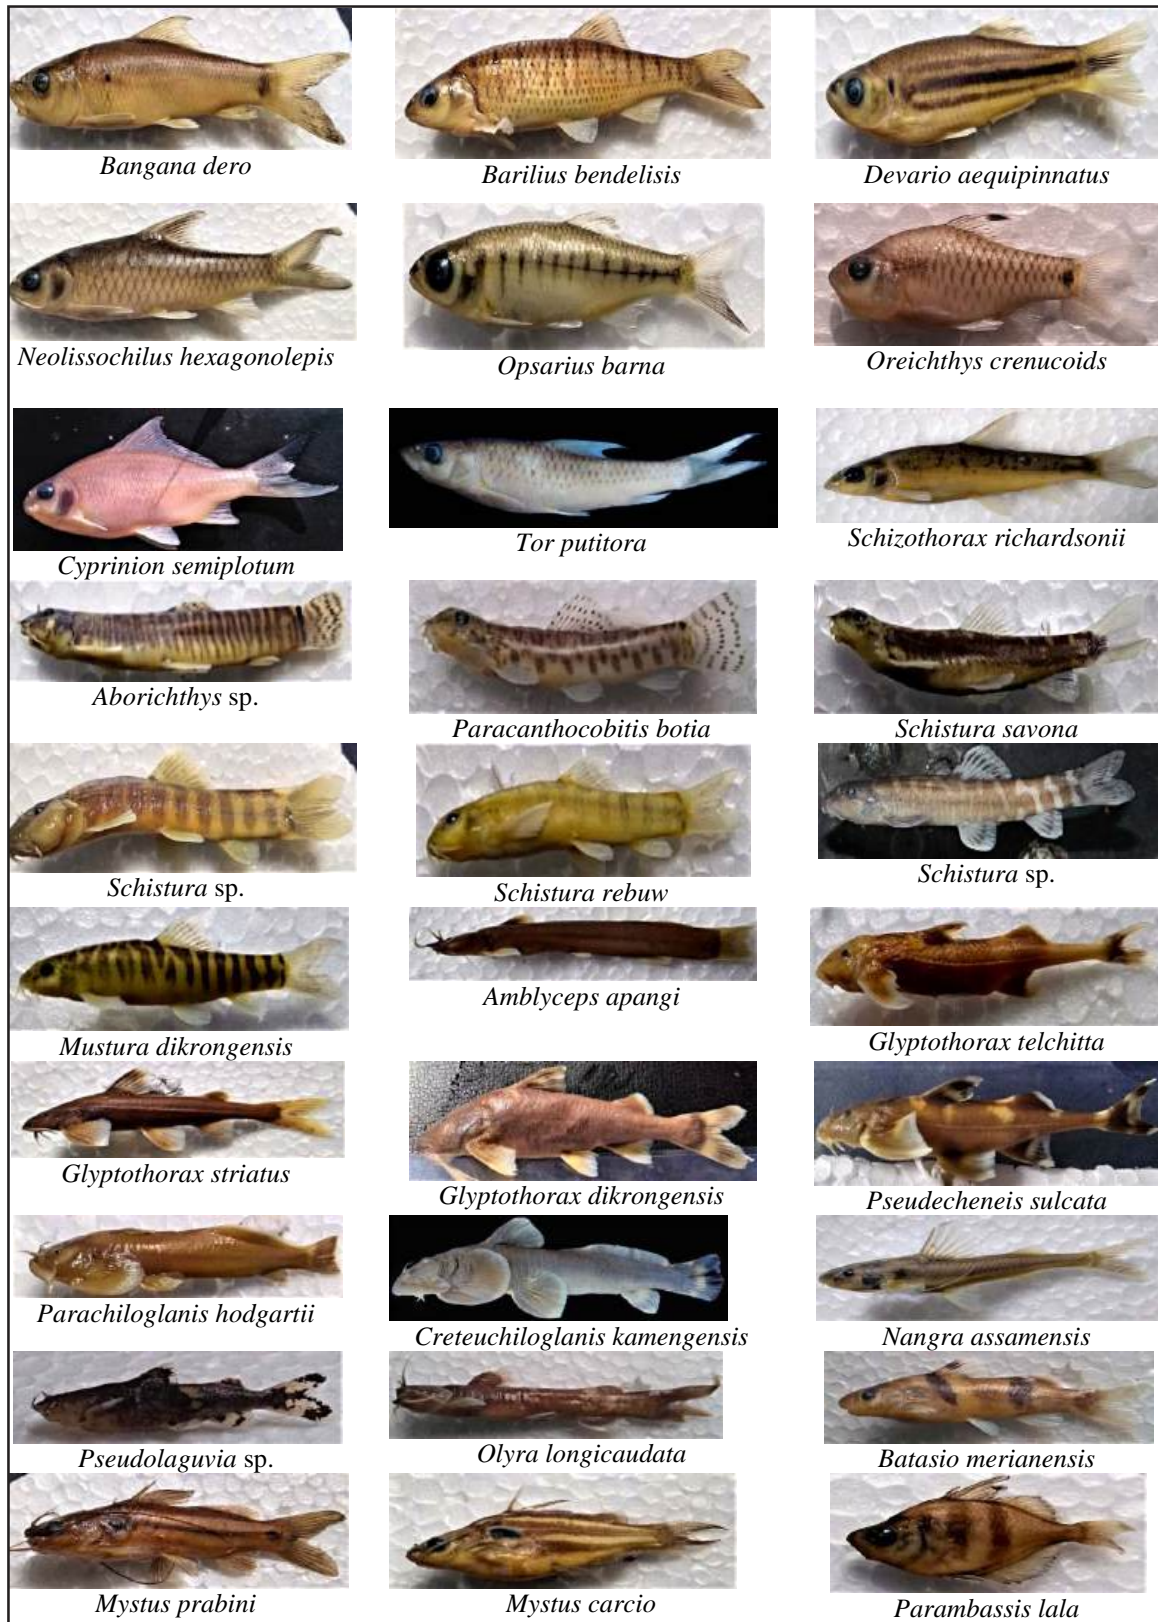 Bangana dero
Barilius bendelisis
Devario aequipinnatus
Neolissochilus hexagonolepis
Opsarius barna
Oreichthys crenucoids
Cyprinion semiplotum
Tor putitora
Schizothorax richardsonii
Aborichthys sp.
Paracanthocobitis botia
Schistura savona
Schistura sp.
Schistura rebuw
Schistura sp.
Mustura dikrongensis
Amblyceps apangi
Glyptothorax telchitta
Glyptothorax striatus
Glyptothorax dikrongensis
Pseudecheneis sulcata
Parachiloglanis hodgartii
Creteuchiloglanis kamengensis
Nangra assamensis
Pseudolaguvia sp.
Olyra longicaudata
Batasio merianensis
Mystus prabini
Mystus carcio
Parambassis lala